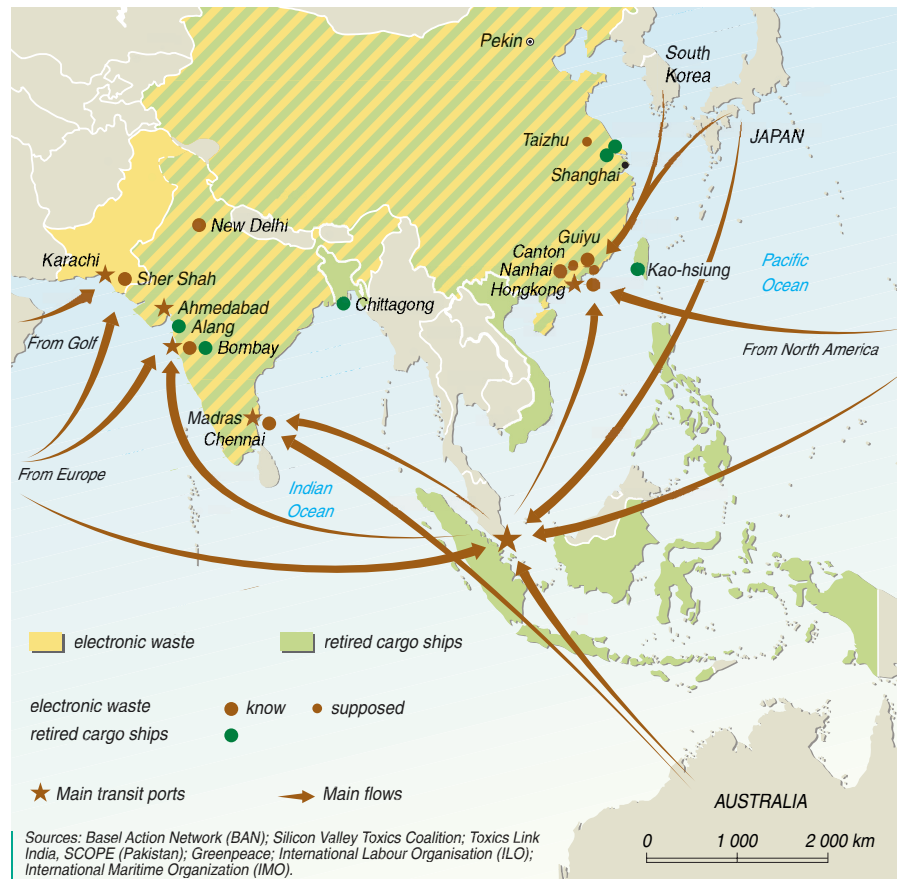 Pekin
South
Korea
JAPAN
Taizhu
Shanghai
New Delhi
Guiyu
Canton
Nanhai
Hongkong
Kao-hsiung
Pacific
Ocean
Karachi
Sher Shah
Ahmedabad
Alang
Chittagong
Bombay
From Golf
From North America
Madras
Chennai
From Europe
Indian
Ocean
electronic waste
retired cargo ships
electronic waste
know
supposed
retired cargo ships
Main transit ports
Main flows
AUSTRALIA
0 1 000 2 000 km
Sources: Basel Action Network (BAN); Silicon Valley Toxics Coalition; Toxics Link
India, SCOPE (Pakistan); Greenpeace; International Labour Organisation (ILO);
International Maritime Organization (IMO).